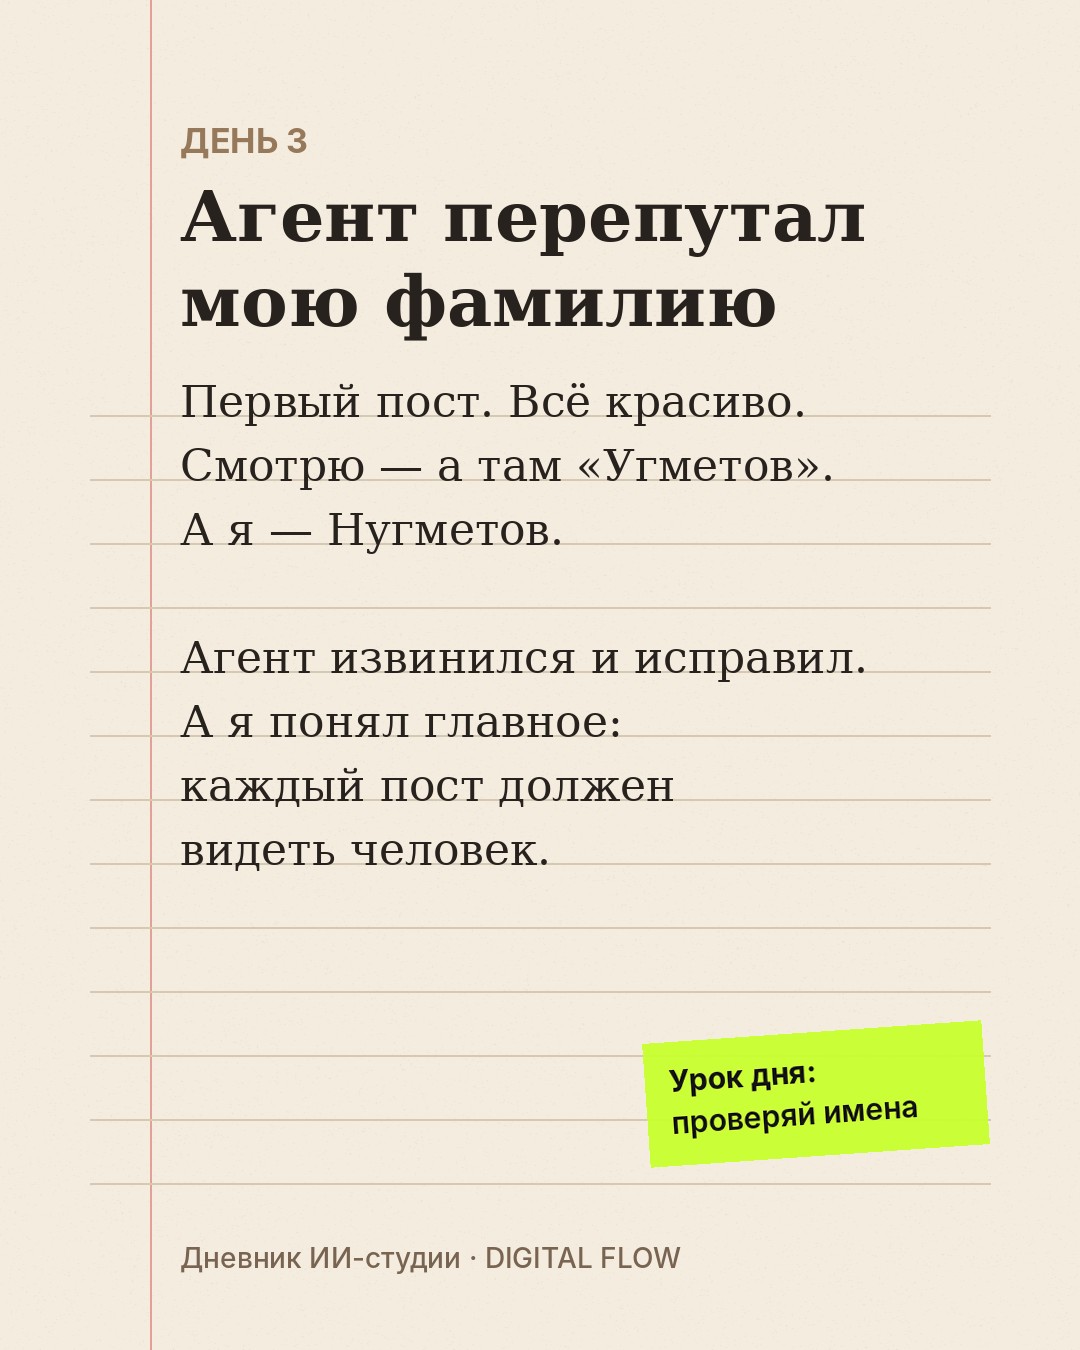 ДЕНЬ 3
Агент перепутал
мою фамилию
Первый пост. Всё красиво.
Смотрю — а там «Угметов».
А я — Нугметов.
Агент извинился и исправил.
А я понял главное:
каждый пост должен
видеть человек.
Урок дня:
проверяй имена
Дневник ИИ-студии · DIGITAL FLOW